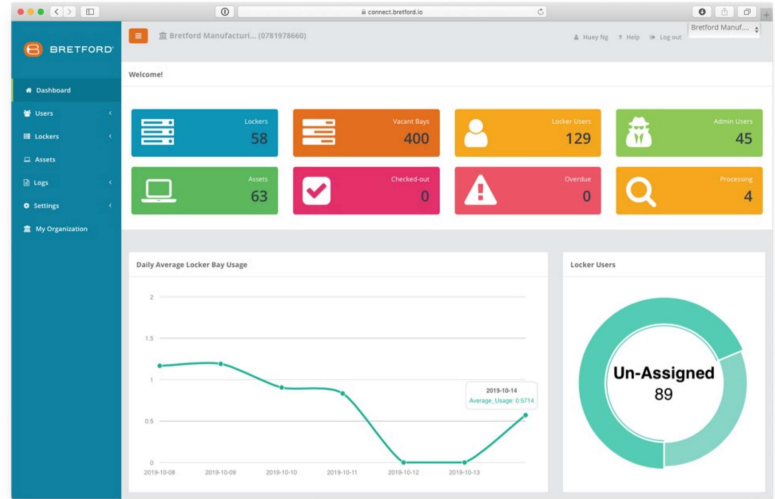 connect.bretford.io
BRETFORD
Bretford Manufacturi... (0781978660)
Huey Ng ? Help Log out
Bretford Manuf...
Welcome!
Dashboard
Users
Lockers
Assets
Logs
Settings
My Organization
Lockers
58
Vacant Bays
400
Locker Users
129
Admin Users
45
Assets
63
Checked-out
0
Overdue
0
Processing
4
Daily Average Locker Bay Usage
2
1.5
1
0.5
0
2019-10-08 2019-10-09 2019-10-10 2019-10-11 2019-10-12 2019-10-13
2019-10-14
Average_Usage: 0.5714
Locker Users
Un-Assigned
89